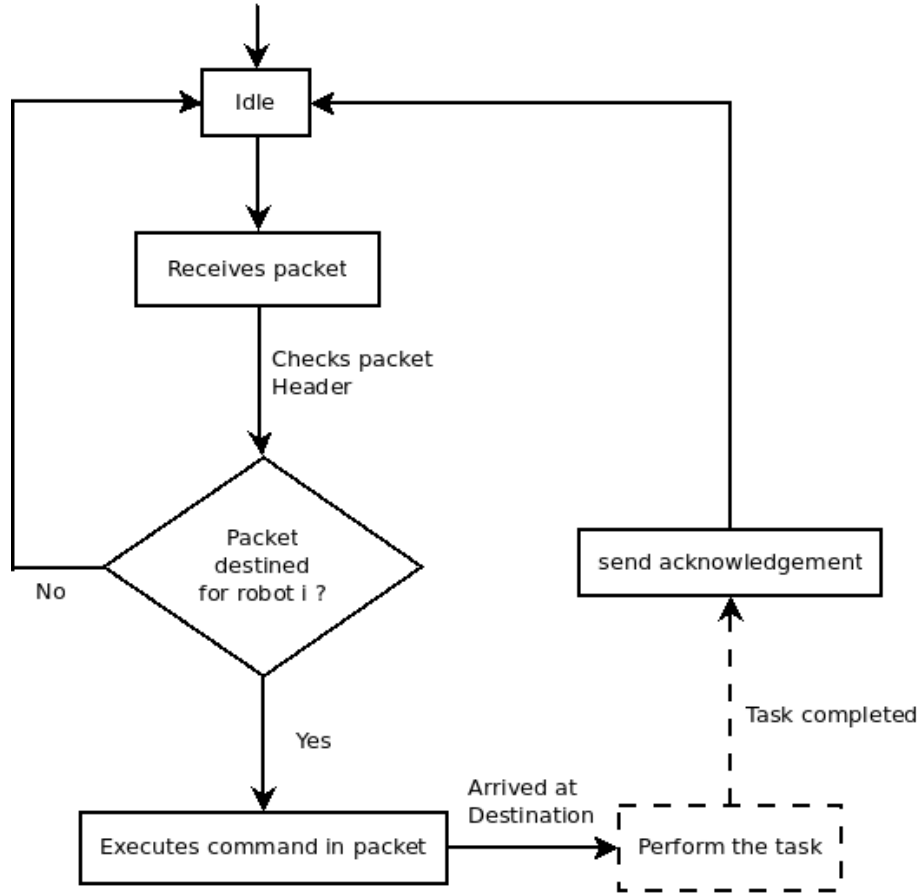 Idle
Receives packet
Checks packet
Header
Packet
destined
for robot i ?
No
Yes
Executes command in packet
Arrived at
Destination
Perform the task
Task completed
send acknowledgement